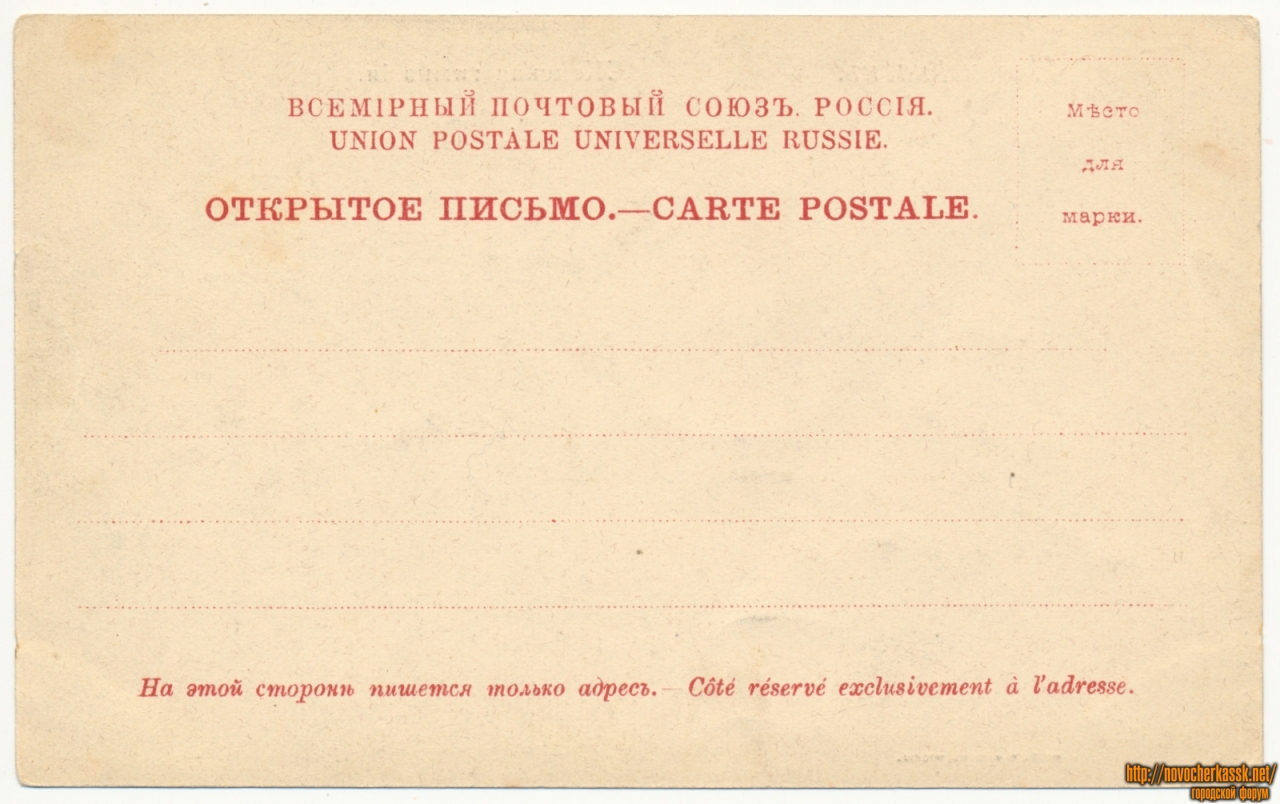 ВСЕМІРНЫЙ ПОЧТОВЫЙ СОЮЗЪ. РОССІЯ.
UNION POSTALE UNIVERSELLE RUSSIE.
ОТКРЫТОЕ ПИСЬМО.—CARTE POSTALE.
Мѣсто
для
марки.
На этой сторонѣ пишется только адресъ.— Côté réservé exclusivement à l'adresse.
http://novocherkassk.net/
городской форум